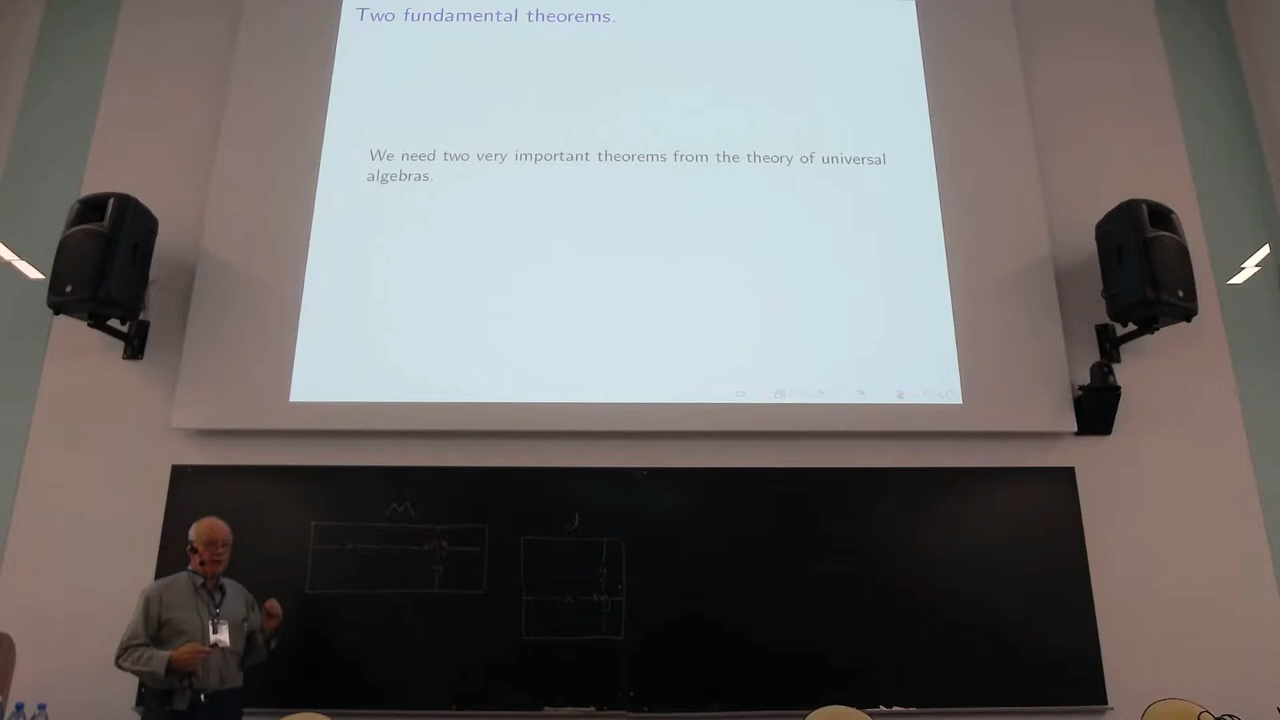 Two fundamental theorems.
We need two very important theorems from the theory of universal
algebras.
M
J